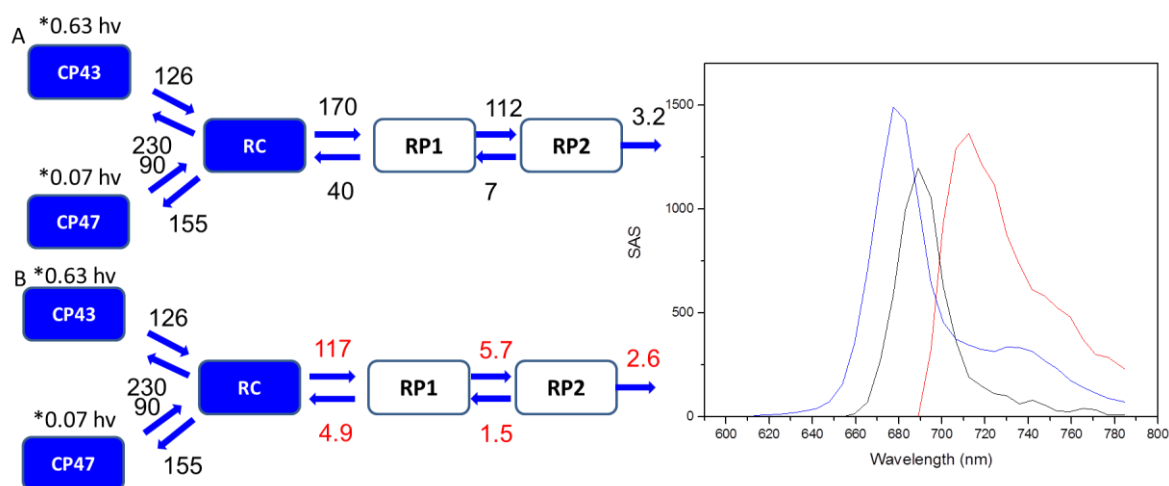 A
*0.63 hv
CP43
126
230
90
RC
170
40
RP1
112
7
RP2
3.2
*0.07 hv
CP47
155
B
*0.63 hv
CP43
126
230
90
RC
117
4.9
RP1
5.7
1.5
RP2
2.6
*0.07 hv
CP47
155
SAS
1500
1000
500
0
600 620 640 660 680 700 720 740 760 780 800
Wavelength (nm)